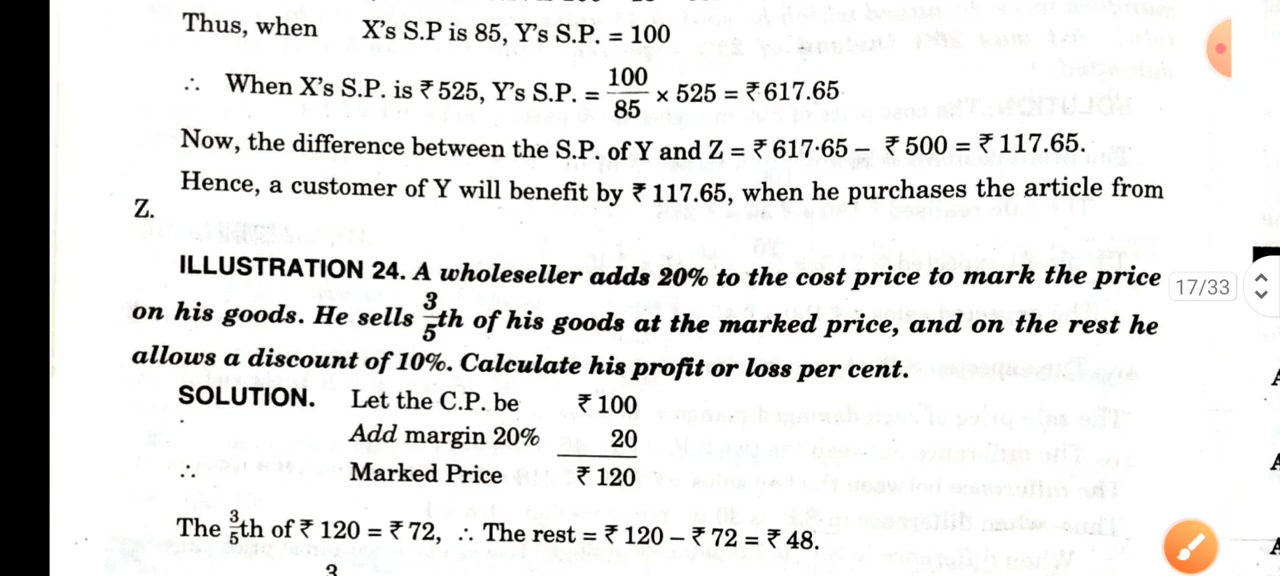 Thus, when X's S.P is 85, Y's S.P. = 100
∴ When X's S.P. is ₹ 525, Y's S.P. = 100/85 × 525 = ₹ 617.65
Now, the difference between the S.P. of Y and Z = ₹ 617·65 – ₹ 500 = ₹ 117.65.
Hence, a customer of Y will benefit by ₹ 117.65, when he purchases the article from
Z.
ILLUSTRATION 24. A wholeseller adds 20% to the cost price to mark the price
on his goods. He sells 3/5th of his goods at the marked price, and on the rest he
allows a discount of 10%. Calculate his profit or loss per cent.
SOLUTION. Let the C.P. be ₹ 100
Add margin 20% 20
∴ Marked Price ₹ 120
The 3/5th of ₹ 120 = ₹ 72, ∴ The rest = ₹ 120 – ₹ 72 = ₹ 48.
3
17/33